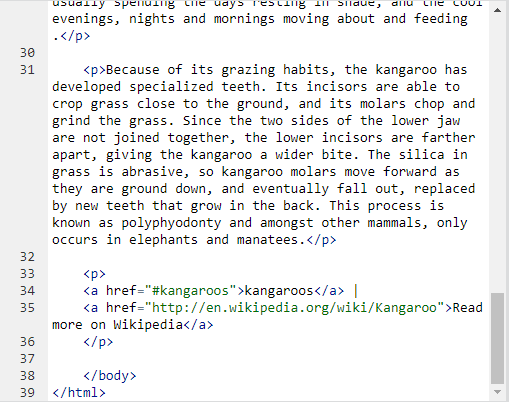 usually spending the days resting in shade, and the cool
evenings, nights and mornings moving about and feeding
.</p>
30
31 <p>Because of its grazing habits, the kangaroo has
developed specialized teeth. Its incisors are able to
crop grass close to the ground, and its molars chop and
grind the grass. Since the two sides of the lower jaw
are not joined together, the lower incisors are farther
apart, giving the kangaroo a wider bite. The silica in
grass is abrasive, so kangaroo molars move forward as
they are ground down, and eventually fall out, replaced
by new teeth that grow in the back. This process is
known as polyphyodonty and amongst other mammals, only
occurs in elephants and manatees.</p>
32
33 <p>
34 <a href="#kangaroos">kangaroos</a> |
35 <a href="http://en.wikipedia.org/wiki/Kangaroo">Read
more on Wikipedia</a>
36 </p>
37
38 </body>
39 </html>